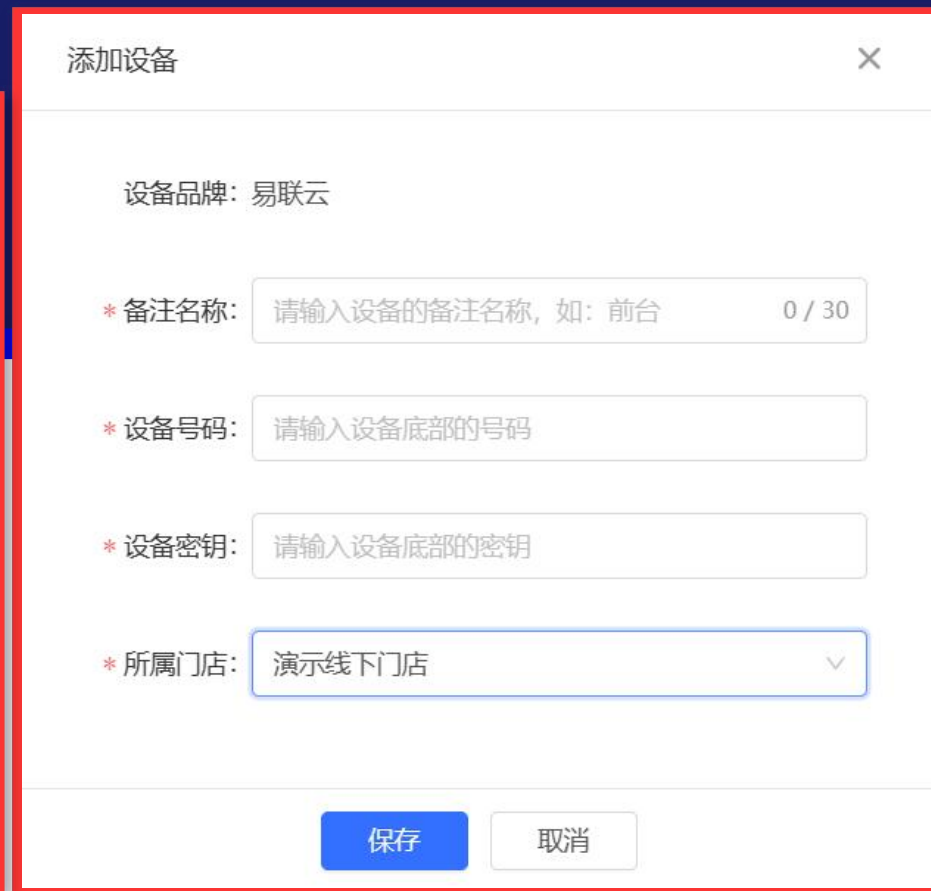 添加设备
设备品牌：易联云
* 备注名称： 请输入设备的备注名称，如：前台 0 / 30
* 设备号码： 请输入设备底部的号码
* 设备密钥： 请输入设备底部的密钥
* 所属门店： 演示线下门店
保存 取消